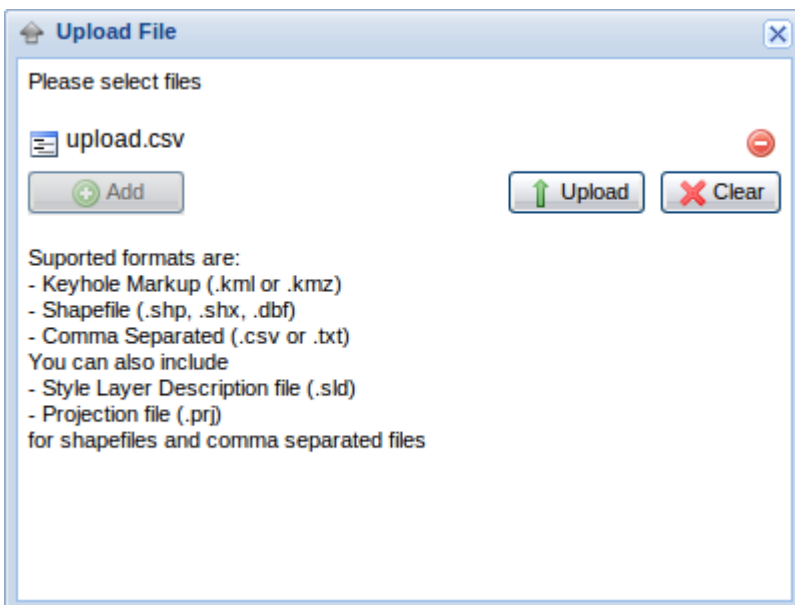 Upload File
Please select files
upload.csv
Add
Upload
Clear
Suported formats are:
- Keyhole Markup (.kml or .kmz)
- Shapefile (.shp, .shx, .dbf)
- Comma Separated (.csv or .txt)
You can also include
- Style Layer Description file (.sld)
- Projection file (.prj)
for shapefiles and comma separated files